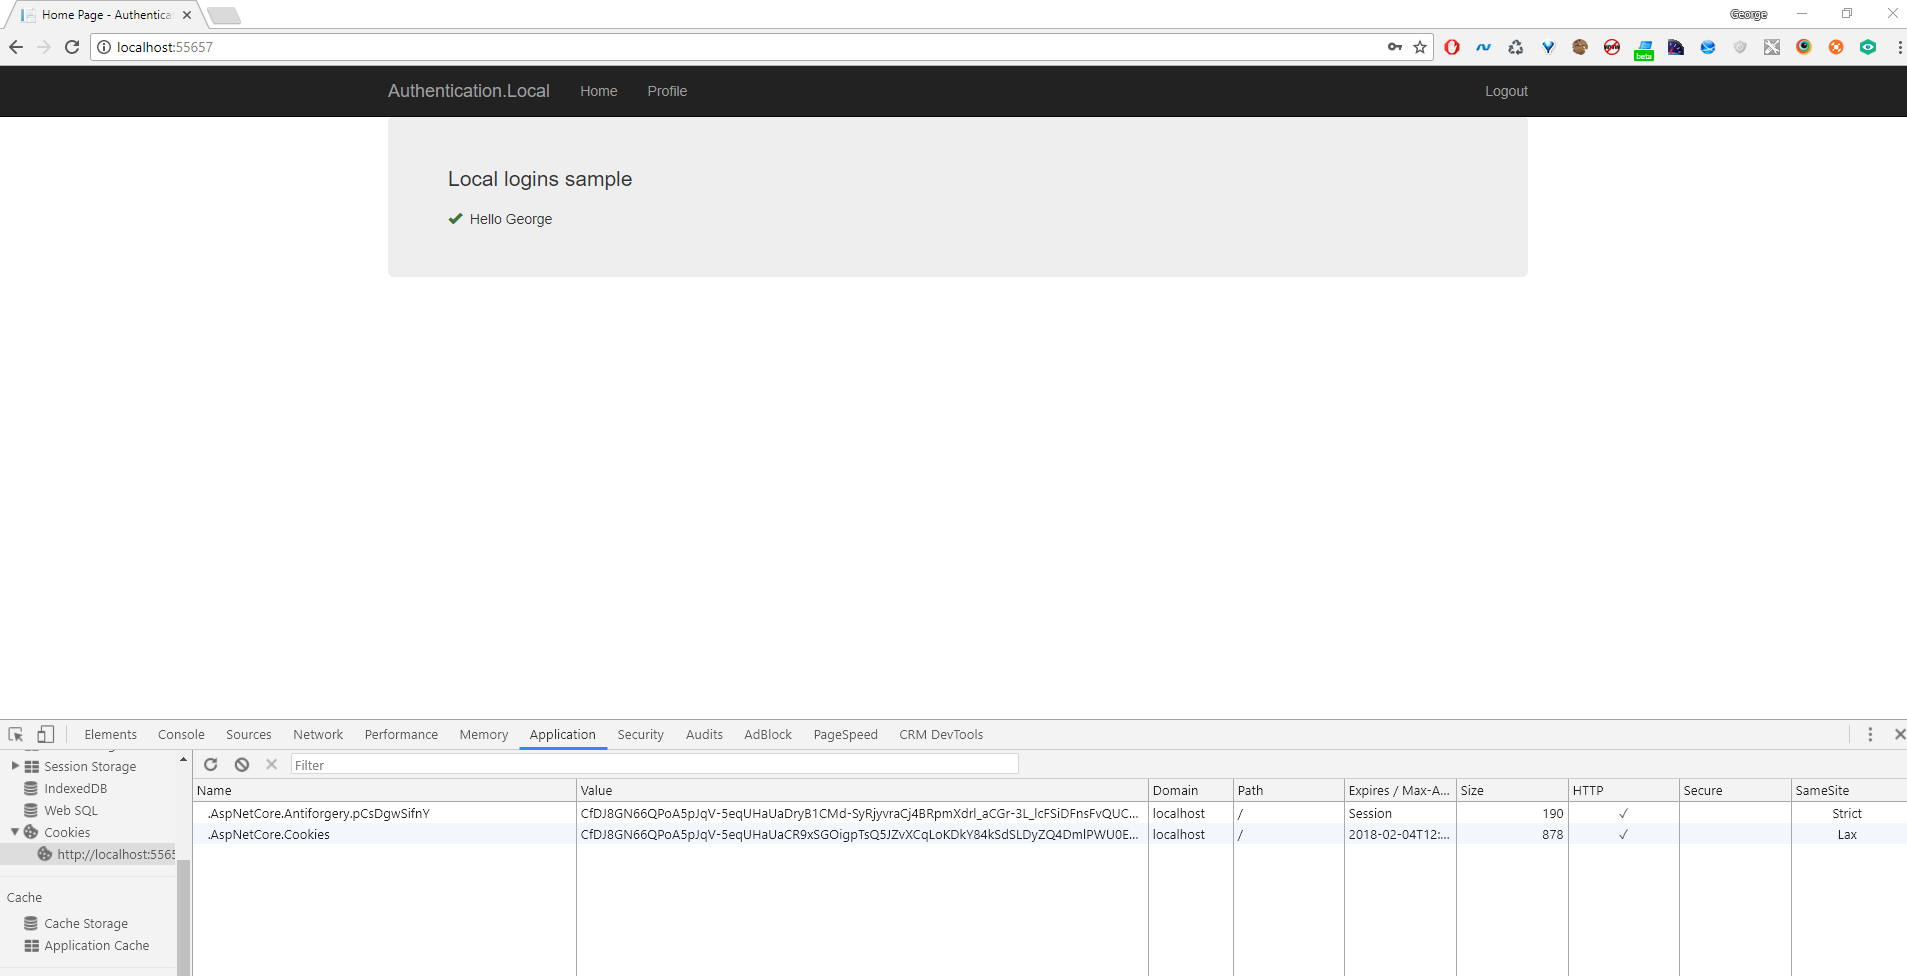 Home Page - Authentica
George
localhost:55657
beta
Authentication.Local Home Profile Logout
Local logins sample
Hello George
Elements Console Sources Network Performance Memory Application Security Audits AdBlock PageSpeed CRM DevTools
Session Storage
IndexedDB
Web SQL
Cookies
http://localhost:5565
Cache
Cache Storage
Application Cache
Filter
Name Value Domain Path Expires / Max-A... Size HTTP Secure SameSite
.AspNetCore.Antiforgery.pCsDgwSifnY CfDJ8GN66QPoA5pJqV-5eqUHaUaDryB1CMd-SyRjyvraCj4BRpmXdrl_aCGr-3L_lcFSiDFnsFvQUC... localhost / Session 190 ✓ Strict
.AspNetCore.Cookies CfDJ8GN66QPoA5pJqV-5eqUHaUaCR9xSGOigpTsQ5JZvXCqLoKDkY84kSdSLDyZQ4DmlPWU0E... localhost / 2018-02-04T12:... 878 ✓ Lax